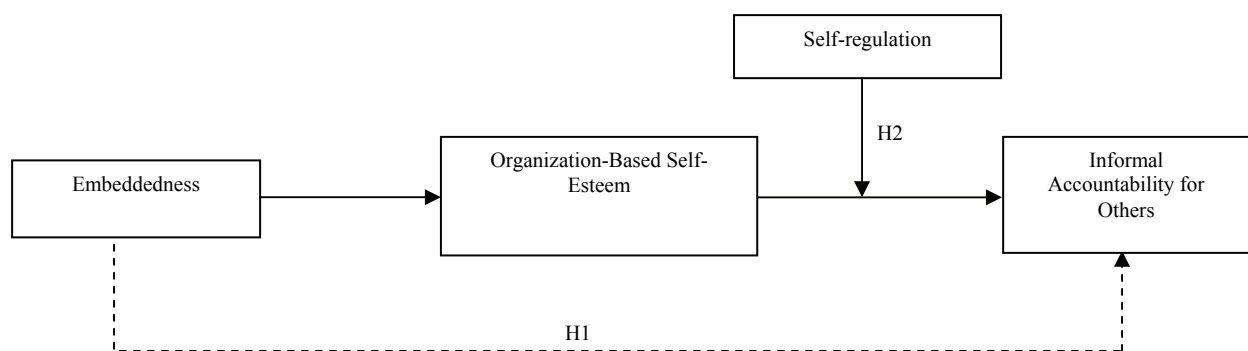 Self-regulation
H2
Embeddedness
Organization-Based Self-
Esteem
Informal
Accountability for
Others
H1